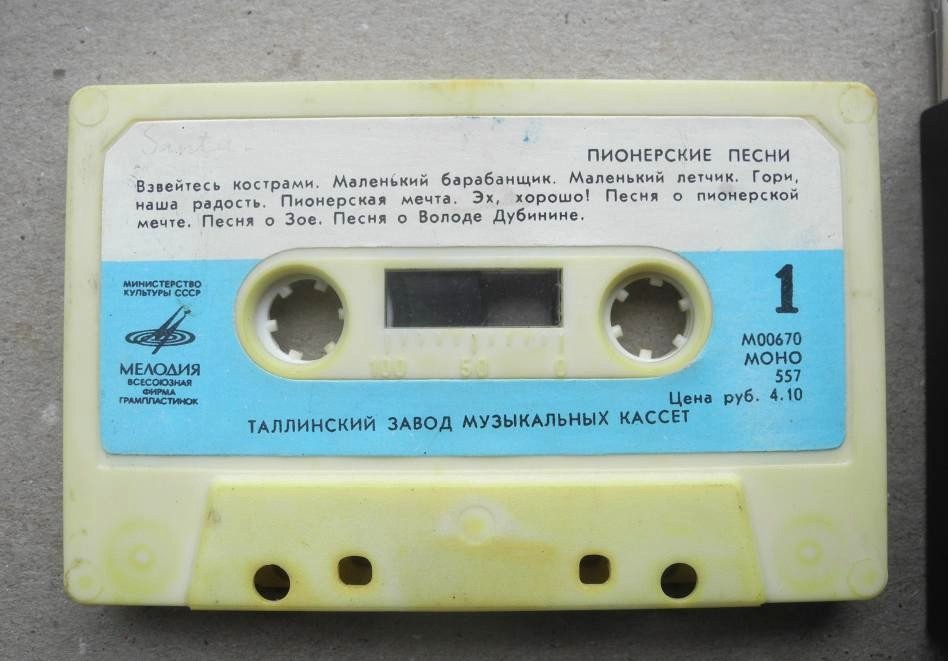 Santa
ПИОНЕРСКИЕ ПЕСНИ
Взвейтесь кострами. Маленький барабанщик. Маленький летчик. Гори,
наша радость. Пионерская мечта. Эх, хорошо! Песня о пионерской
мечте. Песня о Зое. Песня о Володе Дубинине.
МИНИСТЕРСТВО
КУЛЬТУРЫ СССР
МЕЛОДИЯ
ВСЕСОЮЗНАЯ
ФИРМА
ГРАМПЛАСТИНОК
1
М00670
МОНО
557
Цена руб. 4.10
100 50 0
ТАЛЛИНСКИЙ ЗАВОД МУЗЫКАЛЬНЫХ КАССЕТ